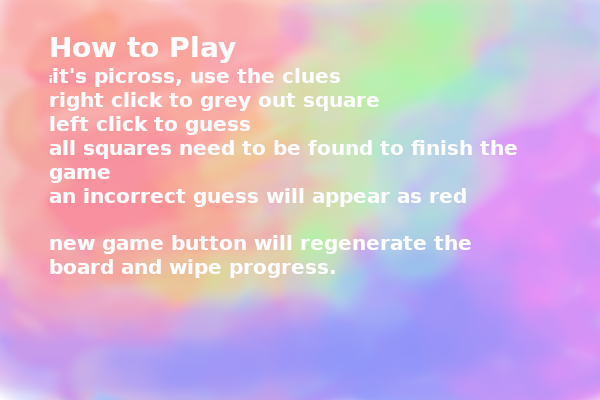 How to Play
it's picross, use the clues
right click to grey out square
left click to guess
all squares need to be found to finish the
game
an incorrect guess will appear as red
new game button will regenerate the
board and wipe progress.